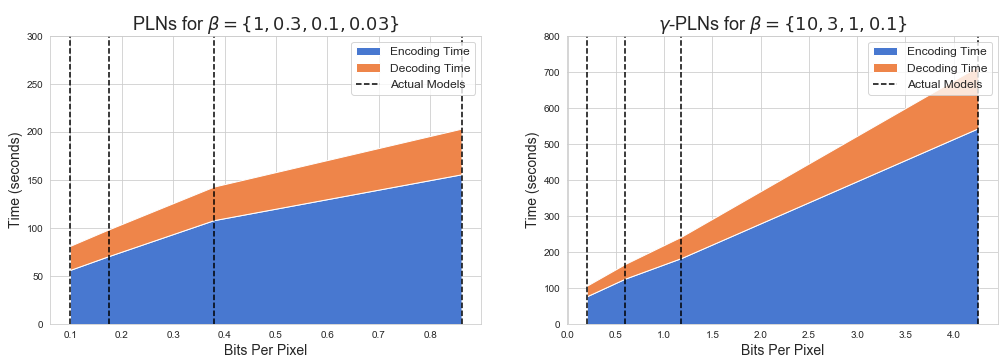 PLNs for β = {1, 0.3, 0.1, 0.03}
300
250
200
150
100
50
0
Time (seconds)
Encoding Time
Decoding Time
Actual Models
0.1 0.2 0.3 0.4 0.5 0.6 0.7 0.8
Bits Per Pixel
γ-PLNs for β = {10, 3, 1, 0.1}
800
700
600
500
400
300
200
100
0
Time (seconds)
Encoding Time
Decoding Time
Actual Models
0.0 0.5 1.0 1.5 2.0 2.5 3.0 3.5 4.0
Bits Per Pixel